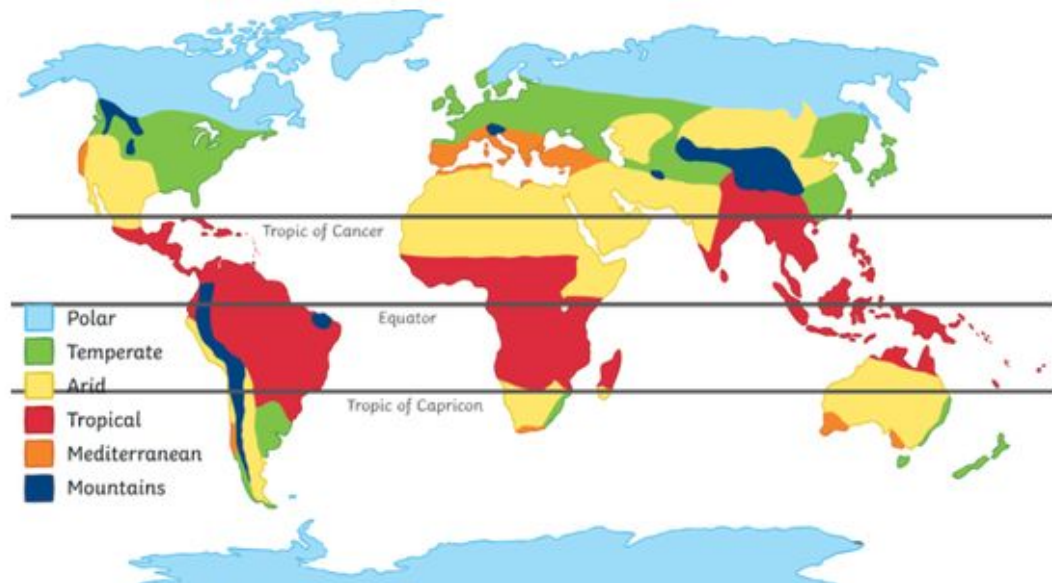 Tropic of Cancer
Equator
Tropic of Capricon
Polar
Temperate
Arid
Tropical
Mediterranean
Mountains